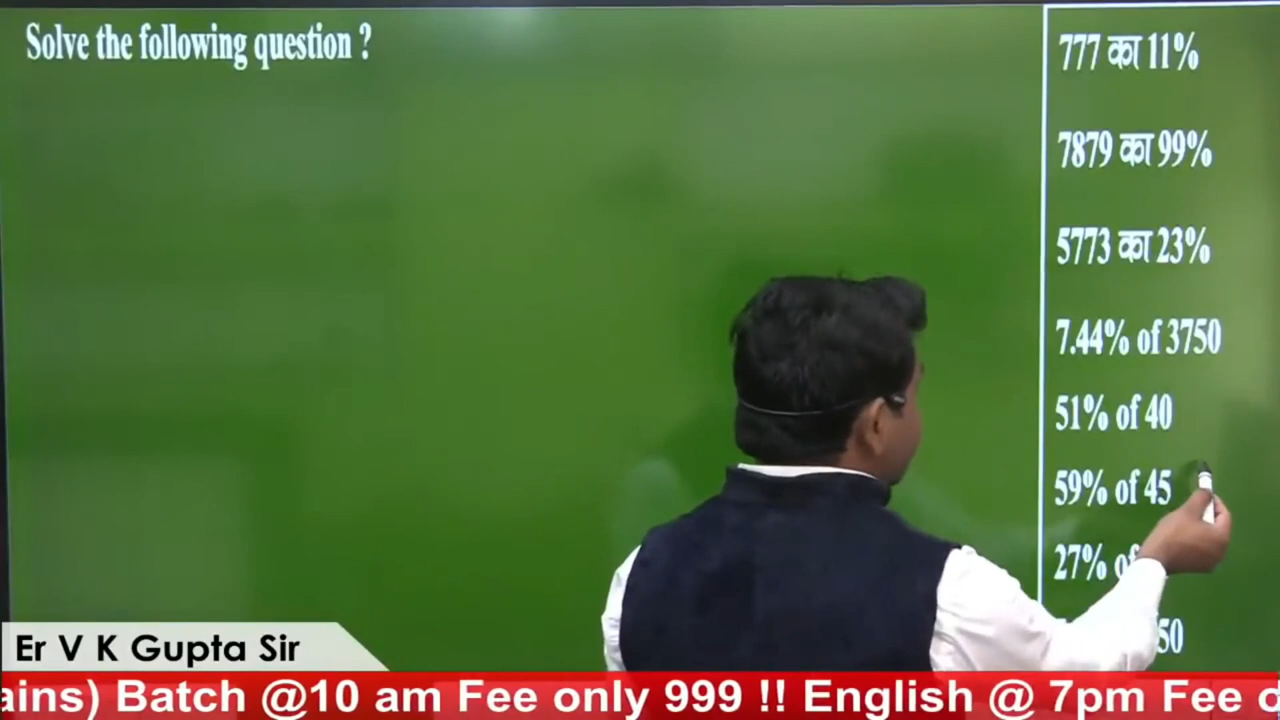 Solve the following question ?
777 का 11%
7879 का 99%
5773 का 23%
7.44% of 3750
51% of 40
59% of 45
27%
50
Er V K Gupta Sir
Batch @10 am Fee only 999 !! English @ 7pm Fee